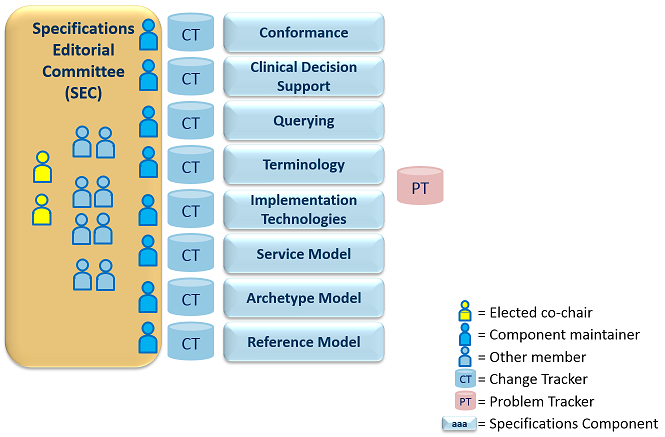 Specifications
Editorial
Committee
(SEC)
CT
Conformance
CT
Clinical Decision
Support
CT
Querying
CT
Terminology
PT
CT
Implementation
Technologies
CT
Service Model
CT
Archetype Model
CT
Reference Model
= Elected co-chair
= Component maintainer
= Other member
CT = Change Tracker
PT = Problem Tracker
aaa = Specifications Component